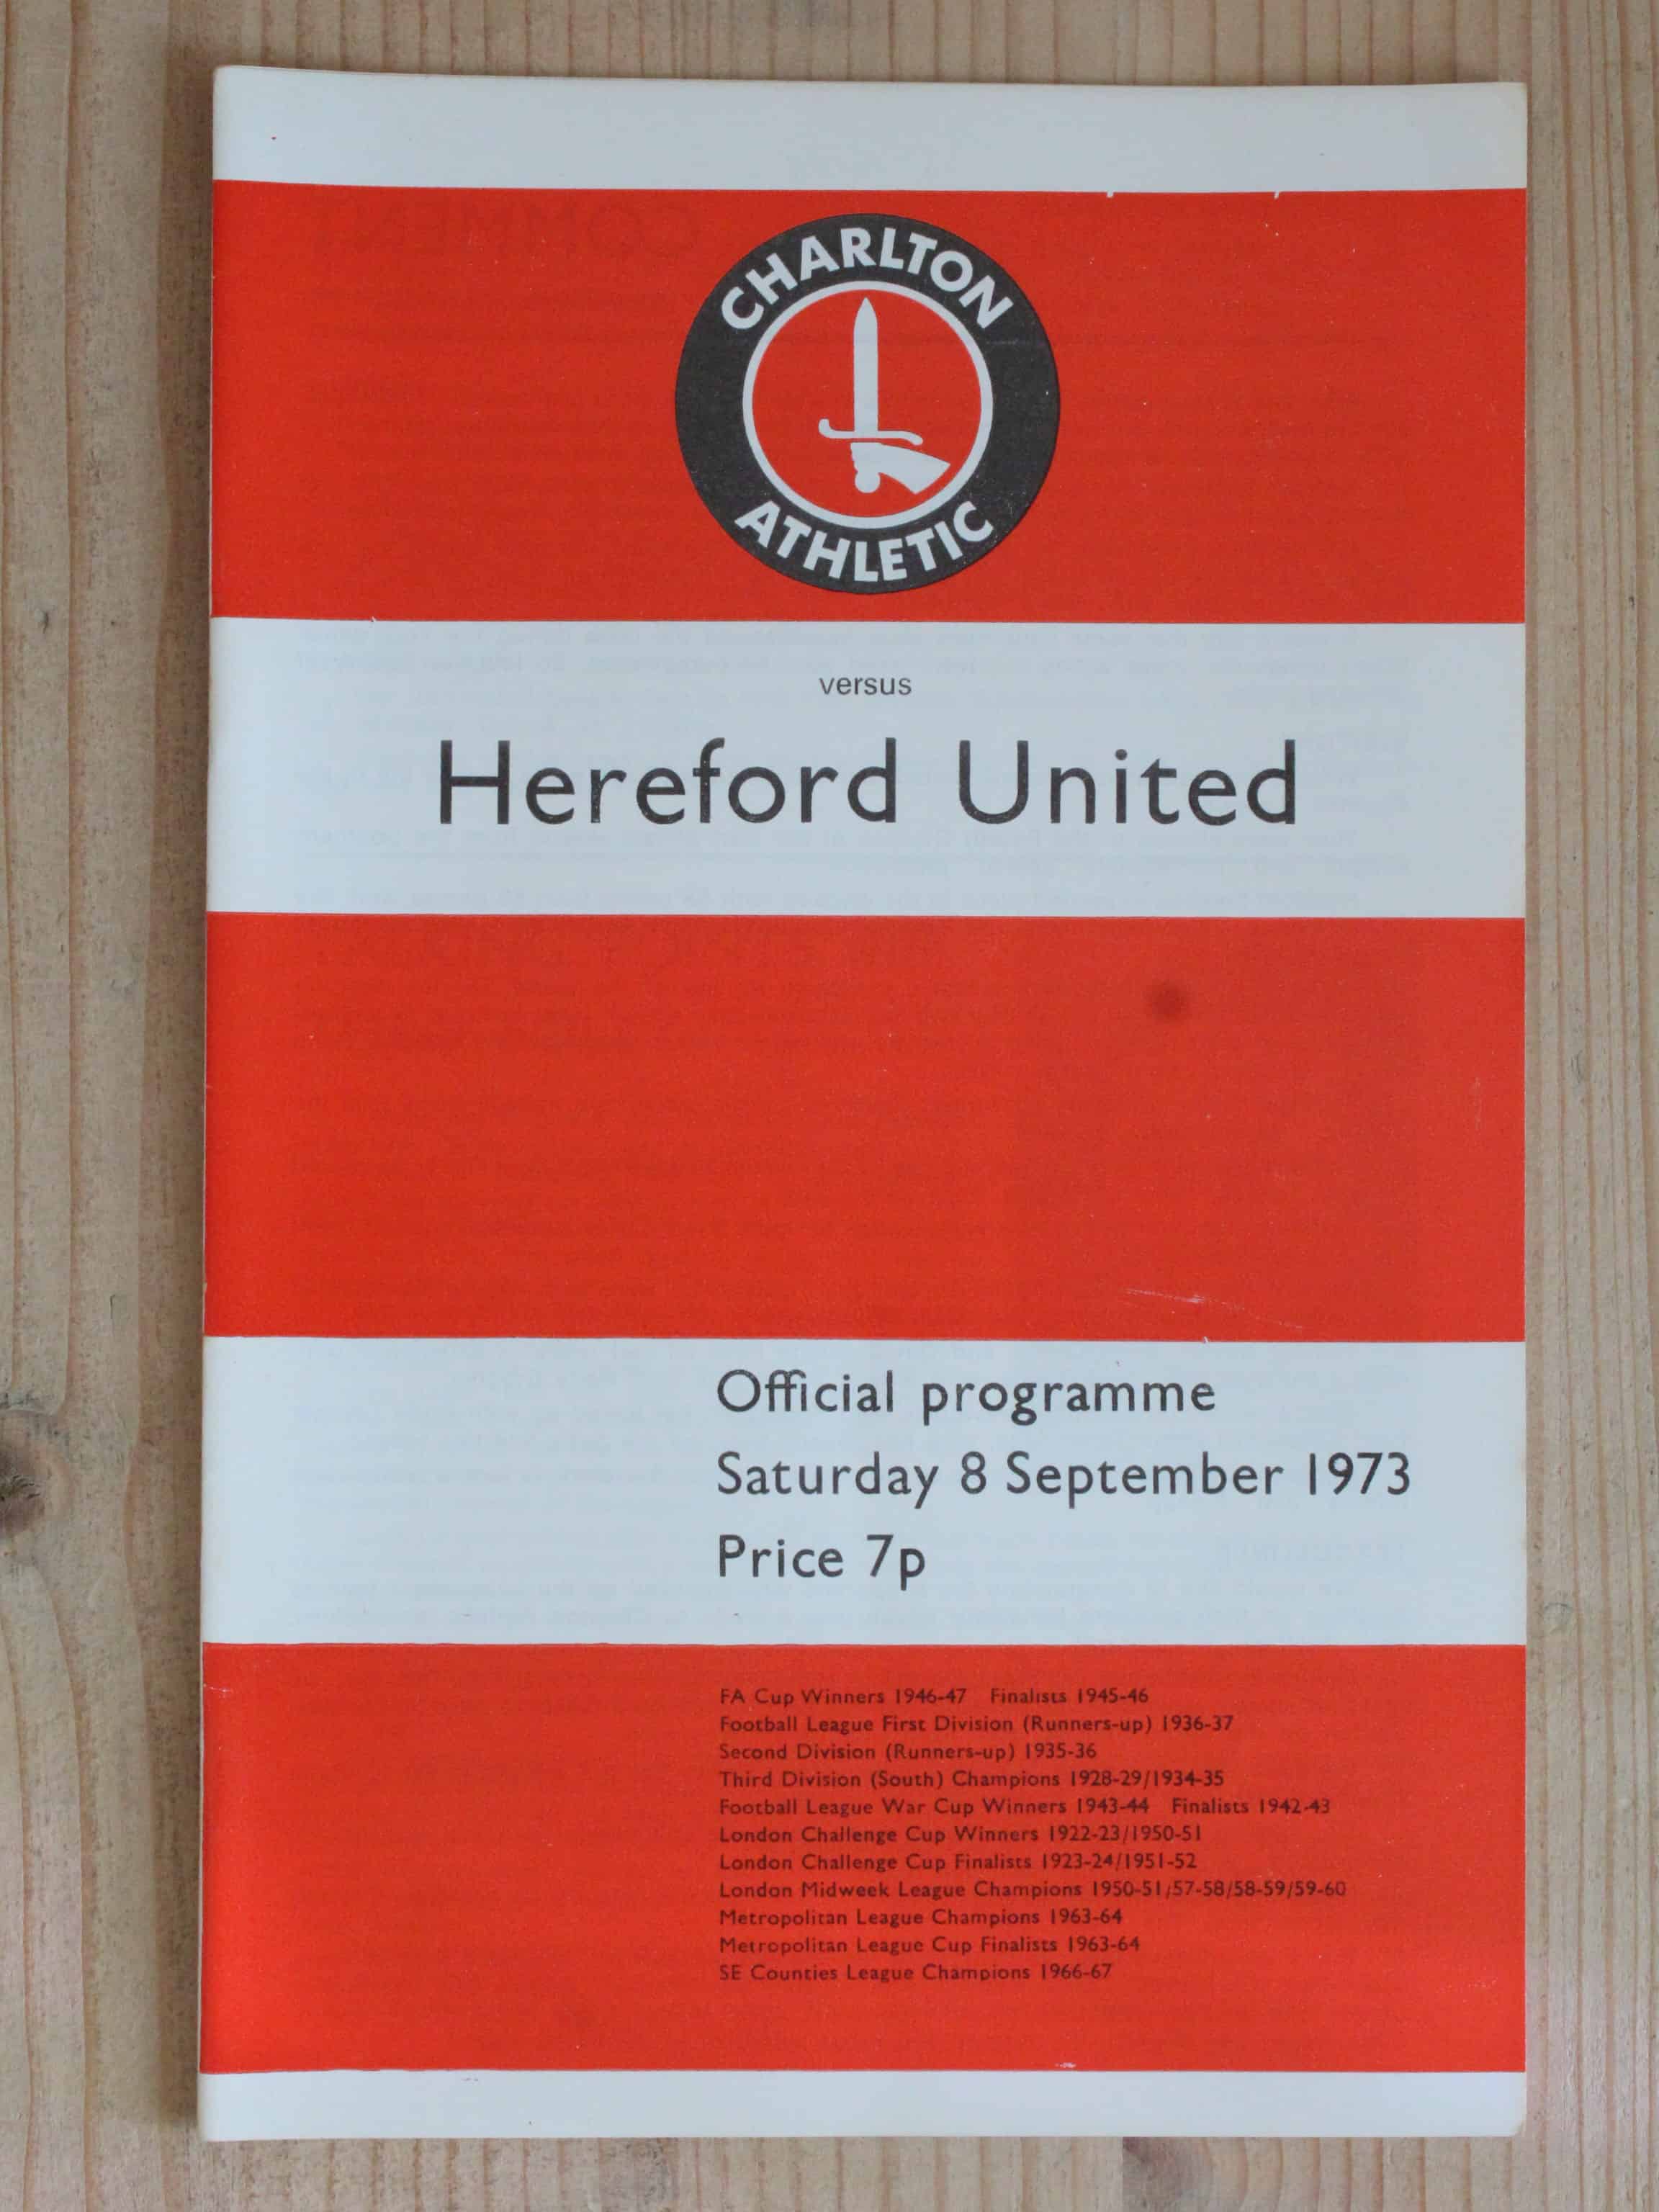 CHARLTON
ATHLETIC
versus
Hereford United
Official programme
Saturday 8 September 1973
Price 7p
FA Cup Winners 1946-47 Finalists 1945-46
Football League First Division (Runners-up) 1936-37
Second Division (Runners-up) 1935-36
Third Division (South) Champions 1928-29/1934-35
Football League War Cup Winners 1943-44 Finalists 1942-43
London Challenge Cup Winners 1922-23/1950-51
London Challenge Cup Finalists 1923-24/1951-52
London Midweek League Champions 1950-51/57-58/58-59/59-60
Metropolitan League Champions 1963-64
Metropolitan League Cup Finalists 1963-64
SE Counties League Champions 1966-67